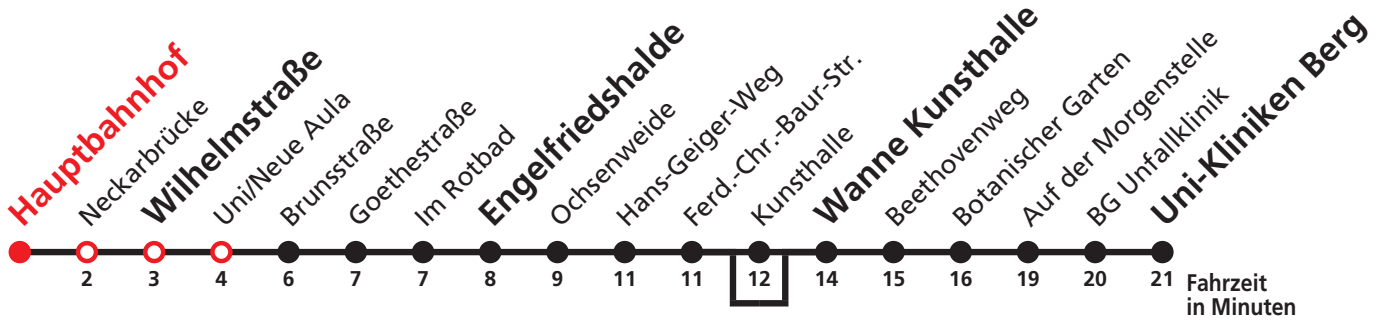 Hauptbahnhof
Neckarbrücke
Wilhelmstraße
Uni/Neue Aula
Brunsstraße
Goethestraße
Im Rotbad
Engelfriedshalde
Ochsenweide
Hans-Geiger-Weg
Ferd.-Chr.-Baur-Str.
Kunsthalle
Wanne Kunsthalle
Beethovenweg
Botanischer Garten
Auf der Morgenstelle
BG Unfallklinik
Uni-Kliniken Berg
2 3 4 6 7 7 8 9 11 11 12 14 15 16 19 20 21
Fahrzeit
in Minuten